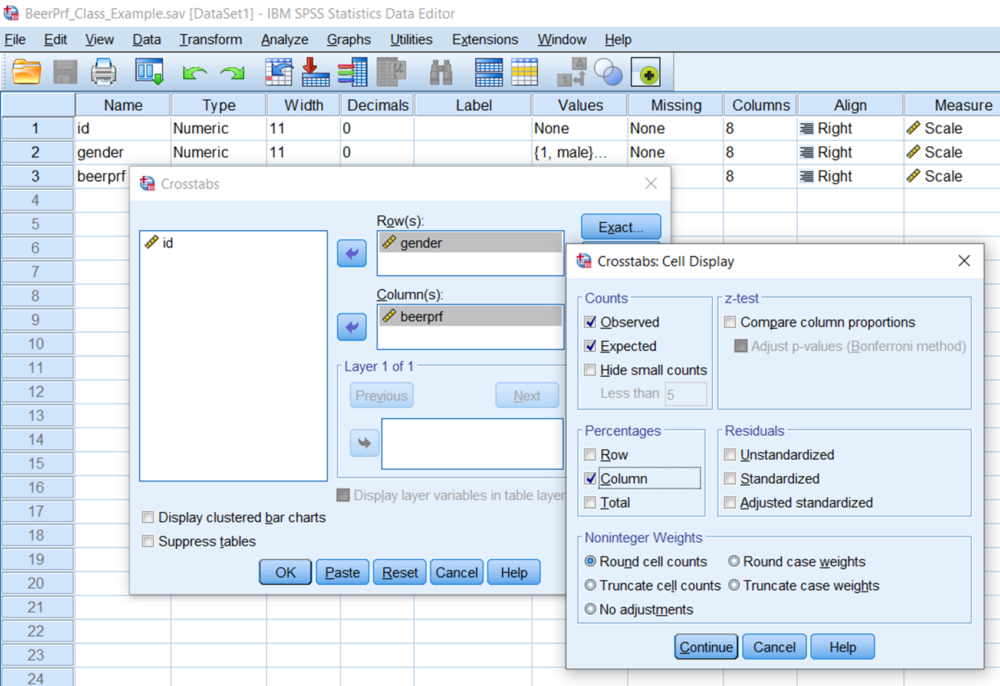 BeerPrf_Class_Example.sav [DataSet1] - IBM SPSS Statistics Data Editor
File Edit View Data Transform Analyze Graphs Utilities Extensions Window Help
Name Type Width Decimals Label Values Missing Columns Align Measure
1 id Numeric 11 0 None None 8 Right Scale
2 gender Numeric 11 0 {1, male}... None 8 Right Scale
3 beerprf 8 Right Scale
4
5
6
7
8
9
10
11
12
13
14
15
16
17
18
19
20
21
22
23
24
Crosstabs
id
Row(s):
gender
Column(s):
beerprf
Exact...
Layer 1 of 1
Previous Next
Display layer variables in table layer
Display clustered bar charts
Suppress tables
OK Paste Reset Cancel Help
Crosstabs: Cell Display
Counts
Observed
Expected
Hide small counts
Less than 5
z-test
Compare column proportions
Adjust p-values (Bonferroni method)
Percentages
Row
Column
Total
Residuals
Unstandardized
Standardized
Adjusted standardized
Noninteger Weights
Round cell counts Round case weights
Truncate cell counts Truncate case weights
No adjustments
Continue Cancel Help